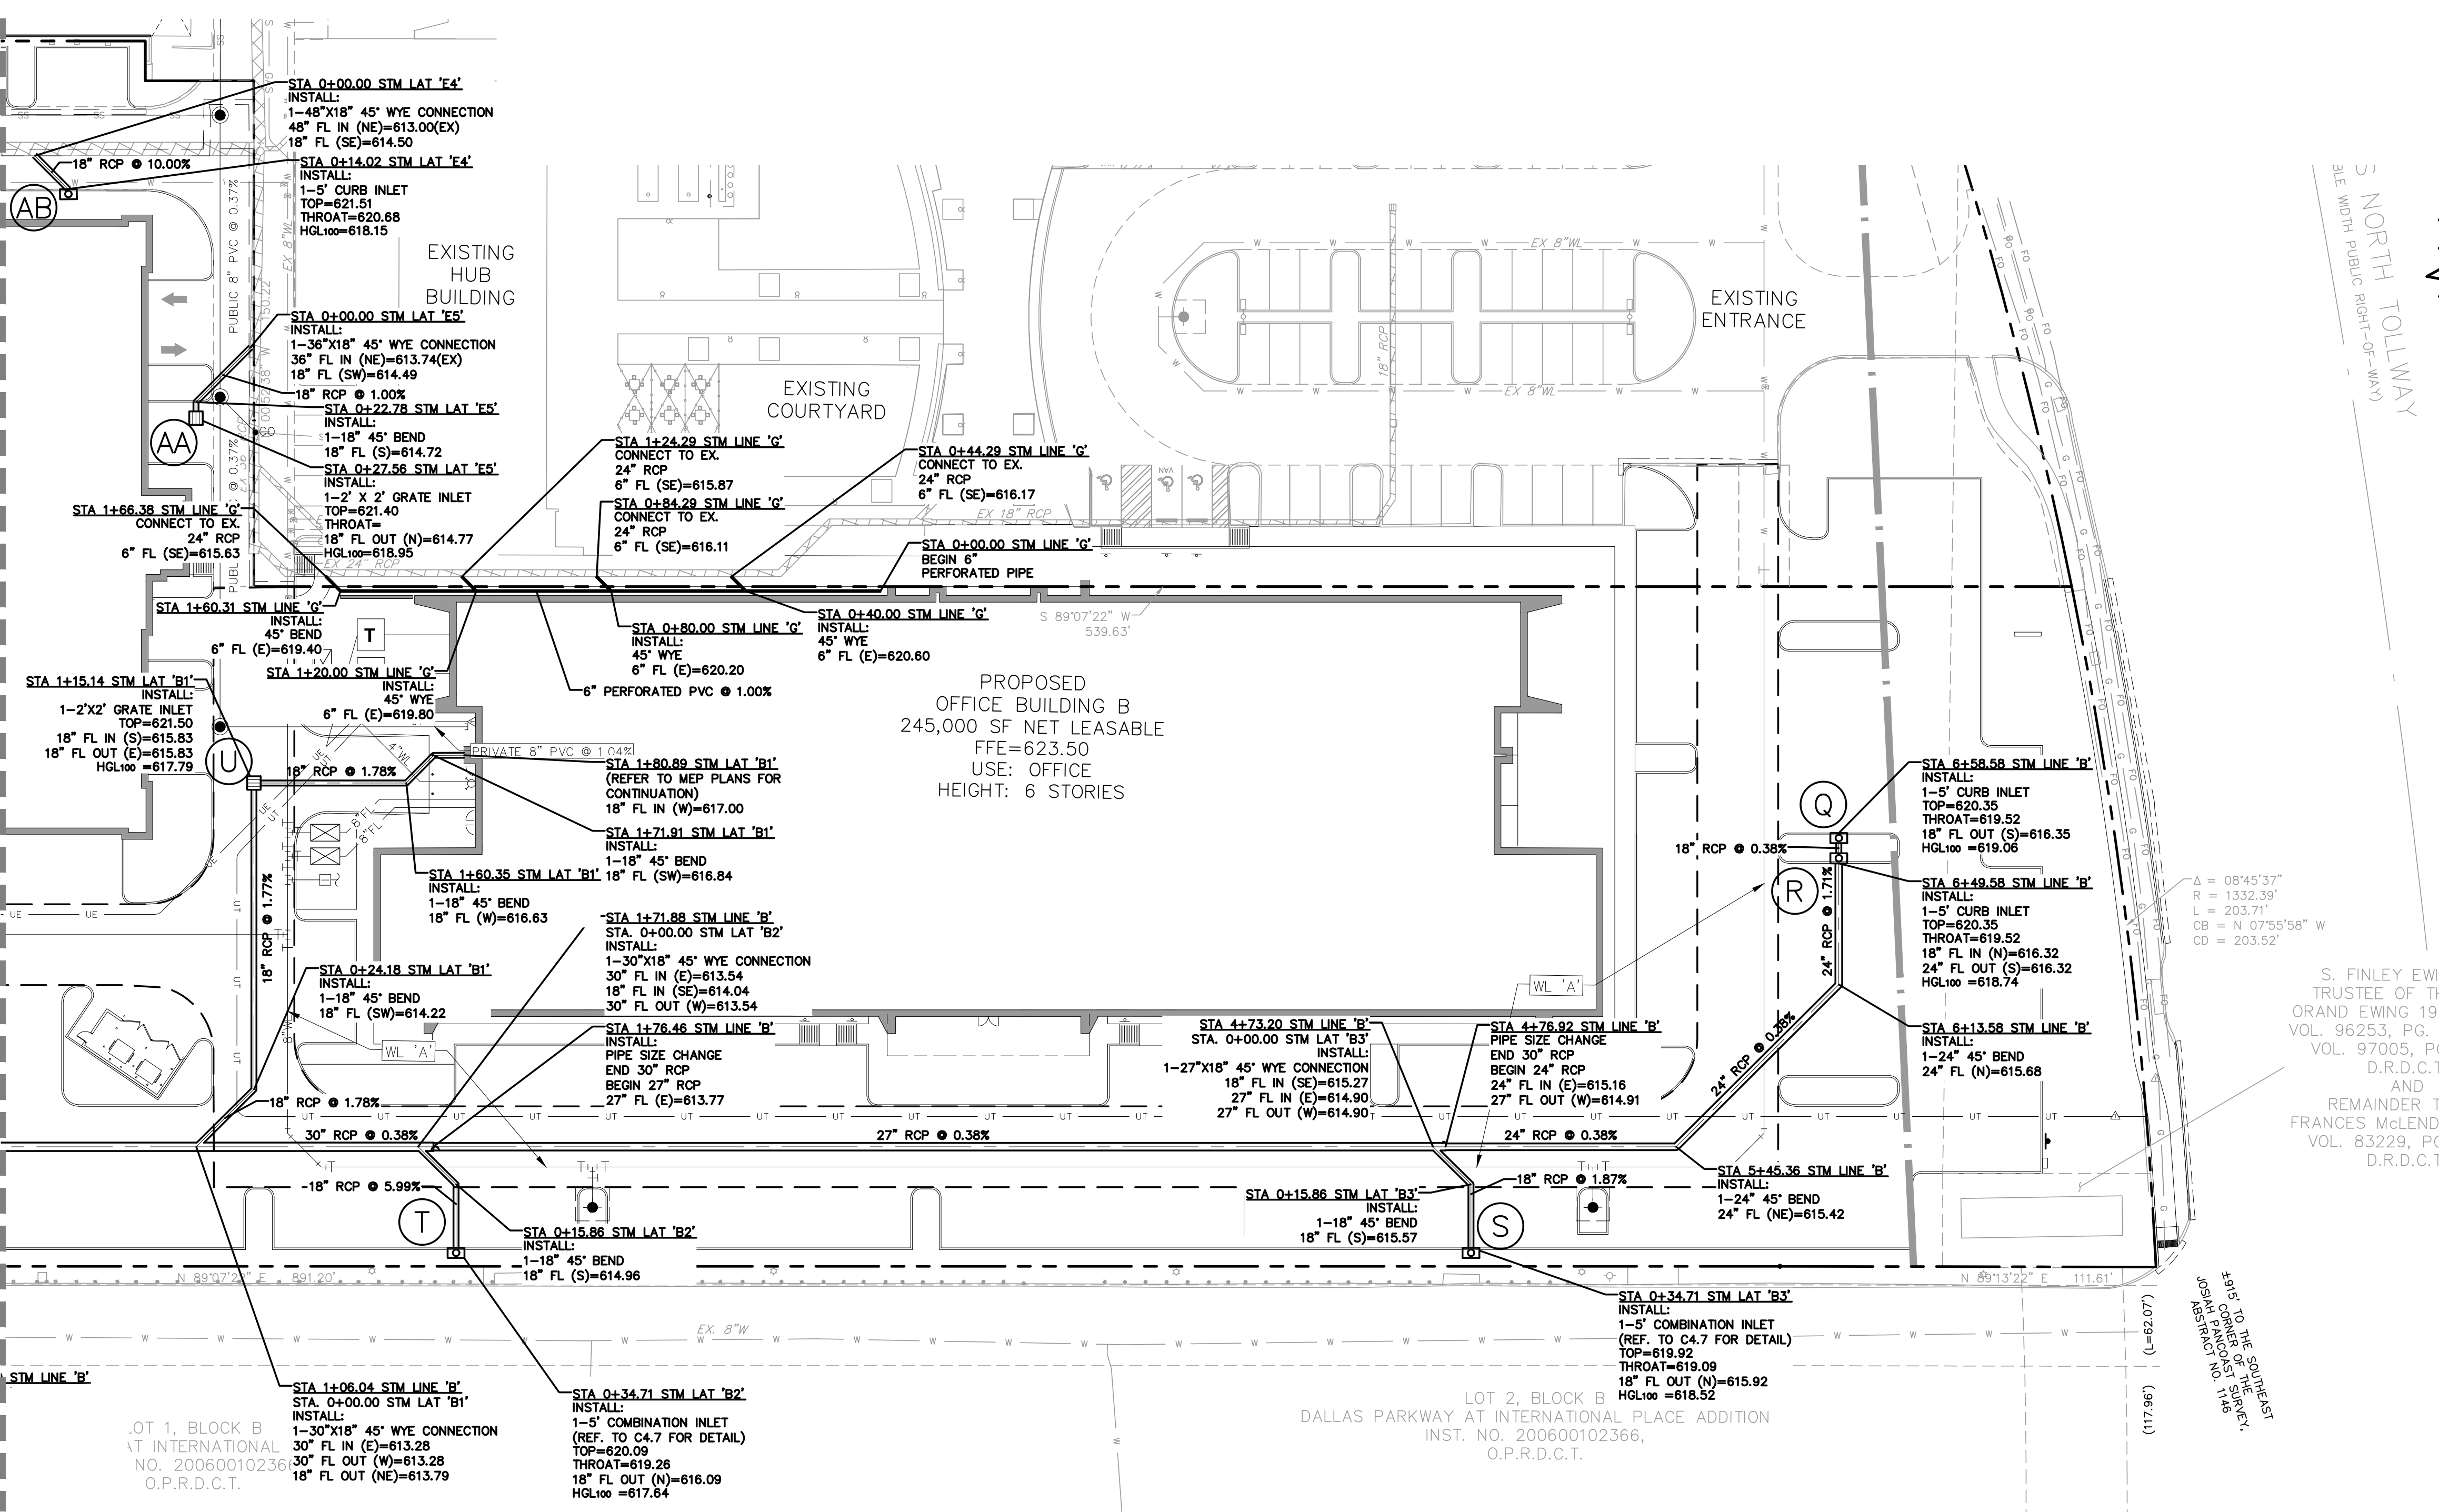 STA 0+00.00 STM LAT 'E4'
INSTALL:
1-48"X18" 45° WYE CONNECTION
48" FL IN (NE)=613.00(EX)
18" FL (SE)=614.50
18" RCP @ 10.00%
STA 0+14.02 STM LAT 'E4'
INSTALL:
1-5' CURB INLET
TOP=621.51
THROAT=620.68
HGL100=618.15
AB
PUBLIC 8" PVC @ 0.37%
EX 8"WL
EXISTING
HUB
BUILDING
STA 0+00.00 STM LAT 'E5'
INSTALL:
1-36"X18" 45° WYE CONNECTION
36" FL IN (NE)=613.74(EX)
18" FL (SW)=614.49
18" RCP @ 1.00%
STA 0+22.78 STM LAT 'E5'
INSTALL:
1-18" 45° BEND
18" FL (S)=614.72
STA 0+27.56 STM LAT 'E5'
INSTALL:
1-2' X 2' GRATE INLET
TOP=621.40
THROAT=
18" FL OUT (N)=614.77
HGL100=618.95
AA
CO
EX 24" RCP
EXISTING
COURTYARD
EX 8"WL
EX 8"WL
18" RCP
EX 18" RCP
VAN
EXISTING
ENTRANCE
S NORTH TOLLWAY
BLE WIDTH PUBLIC RIGHT-OF-WAY)
STA 1+66.38 STM LINE 'G'
CONNECT TO EX.
24" RCP
6" FL (SE)=615.63
STA 1+24.29 STM LINE 'G'
CONNECT TO EX.
24" RCP
6" FL (SE)=615.87
STA 0+84.29 STM LINE 'G'
CONNECT TO EX.
24" RCP
6" FL (SE)=616.11
STA 0+44.29 STM LINE 'G'
CONNECT TO EX.
24" RCP
6" FL (SE)=616.17
STA 0+00.00 STM LINE 'G'
BEGIN 6"
PERFORATED PIPE
STA 1+60.31 STM LINE 'G'
INSTALL:
45° BEND
6" FL (E)=619.40
T
STA 1+20.00 STM LINE 'G'
INSTALL:
45° WYE
6" FL (E)=619.80
STA 0+80.00 STM LINE 'G'
INSTALL:
45° WYE
6" FL (E)=620.20
STA 0+40.00 STM LINE 'G'
INSTALL:
45° WYE
6" FL (E)=620.60
6" PERFORATED PVC @ 1.00%
S 89°07'22" W
539.63'
STA 1+15.14 STM LAT 'B1'
INSTALL:
1-2'X2' GRATE INLET
TOP=621.50
18" FL IN (S)=615.83
18" FL OUT (E)=615.83
HGL100 =617.79
U
18" RCP @ 1.78%
4"WL
8"FL
8"FL
PRIVATE 8" PVC @ 1.04%
STA 1+80.89 STM LAT 'B1'
(REFER TO MEP PLANS FOR
CONTINUATION)
18" FL IN (W)=617.00
STA 1+71.91 STM LAT 'B1'
INSTALL:
1-18" 45° BEND
18" FL (SW)=616.84
STA 1+60.35 STM LAT 'B1'
INSTALL:
1-18" 45° BEND
18" FL (W)=616.63
PROPOSED
OFFICE BUILDING B
245,000 SF NET LEASABLE
FFE=623.50
USE: OFFICE
HEIGHT: 6 STORIES
Q
STA 6+58.58 STM LINE 'B'
INSTALL:
1-5' CURB INLET
TOP=620.35
THROAT=619.52
18" FL OUT (S)=616.35
HGL100 =619.06
18" RCP @ 0.38%
R
24" RCP @ 1.71%
STA 6+49.58 STM LINE 'B'
INSTALL:
1-5' CURB INLET
TOP=620.35
THROAT=619.52
18" FL IN (N)=616.32
24" FL OUT (S)=616.32
HGL100 =618.74
Δ = 08°45'37"
R = 1332.39'
L = 203.71'
CB = N 07°55'58" W
CD = 203.52'
STA 6+13.58 STM LINE 'B'
INSTALL:
1-24" 45° BEND
24" FL (N)=615.68
24" RCP @ 0.38%
S. FINLEY EWI
TRUSTEE OF TH
ORAND EWING 19
VOL. 96253, PG.
VOL. 97005, PG
D.R.D.C.T
AND
REMAINDER T
FRANCES McLEND
VOL. 83229, PG
D.R.D.C.T
18" RCP @ 1.77%
8"WL
WL 'A'
WL 'A'
STA 0+24.18 STM LAT 'B1'
INSTALL:
1-18" 45° BEND
18" FL (SW)=614.22
18" RCP @ 1.78%
STA 1+71.88 STM LINE 'B'
STA. 0+00.00 STM LAT 'B2'
INSTALL:
1-30"X18" 45° WYE CONNECTION
30" FL IN (E)=613.54
18" FL IN (SE)=614.04
30" FL OUT (W)=613.54
STA 1+76.46 STM LINE 'B'
INSTALL:
PIPE SIZE CHANGE
END 30" RCP
BEGIN 27" RCP
27" FL (E)=613.77
STA 4+73.20 STM LINE 'B'
STA. 0+00.00 STM LAT 'B3'
INSTALL:
1-27"X18" 45° WYE CONNECTION
18" FL IN (SE)=615.27
27" FL IN (E)=614.90
27" FL OUT (W)=614.90
STA 4+76.92 STM LINE 'B'
PIPE SIZE CHANGE
END 30" RCP
BEGIN 24" RCP
24" FL IN (E)=615.16
27" FL OUT (W)=614.91
30" RCP @ 0.38%
27" RCP @ 0.38%
24" RCP @ 0.38%
18" RCP @ 5.99%
T
STA 0+15.86 STM LAT 'B2'
INSTALL:
1-18" 45° BEND
18" FL (S)=614.96
STA 0+15.86 STM LAT 'B3'
INSTALL:
1-18" 45° BEND
18" FL (S)=615.57
18" RCP @ 1.87%
S
STA 5+45.36 STM LINE 'B'
INSTALL:
1-24" 45° BEND
24" FL (NE)=615.42
N 89°07'22" E 891.20'
N 89°13'22" E 111.61'
EX. 8"W
STA 0+34.71 STM LAT 'B3'
INSTALL:
1-5' COMBINATION INLET
(REF. TO C4.7 FOR DETAIL)
TOP=619.92
THROAT=619.09
18" FL OUT (N)=615.92
HGL100 =618.52
STM LINE 'B'
STA 1+06.04 STM LINE 'B'
STA. 0+00.00 STM LAT 'B1'
INSTALL:
1-30"X18" 45° WYE CONNECTION
30" FL IN (E)=613.28
30" FL OUT (W)=613.28
18" FL OUT (NE)=613.79
STA 0+34.71 STM LAT 'B2'
INSTALL:
1-5' COMBINATION INLET
(REF. TO C4.7 FOR DETAIL)
TOP=620.09
THROAT=619.26
18" FL OUT (N)=616.09
HGL100 =617.64
OT 1, BLOCK B
AT INTERNATIONAL
NO. 200600102366
O.P.R.D.C.T.
LOT 2, BLOCK B
DALLAS PARKWAY AT INTERNATIONAL PLACE ADDITION
INST. NO. 200600102366,
O.P.R.D.C.T.
(L=62.07')
(117.96')
±915' TO THE SOUTHEAST
CORNER OF THE
JOSIAH PANCOAST SURVEY,
ABSTRACT NO. 1146